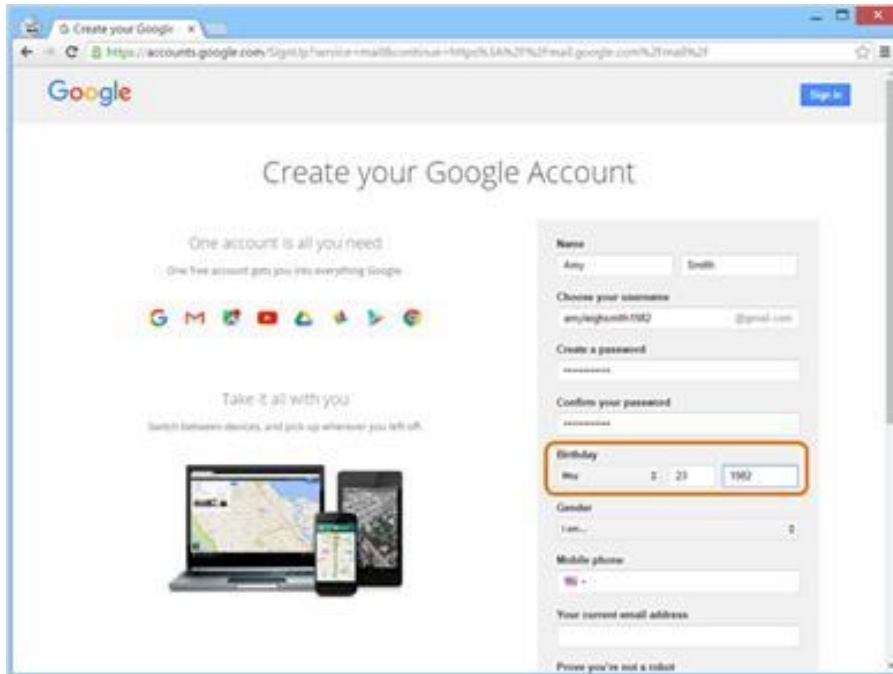 Create your Google
https://accounts.google.com/SignUp?service=mail&continue=https%3A%2F%2Fmail.google.com%2Fmail%2F
Google
Sign in
Create your Google Account
One account is all you need
One free account gets you into everything Google.
Take it all with you
Switch between devices, and pick up wherever you left off.
Name
Amy Smith
Choose your username
amyleighsmith1982 @gmail.com
Create a password
Confirm your password
Birthday
May 23 1982
Gender
I am...
Mobile phone
Your current email address
Prove you're not a robot